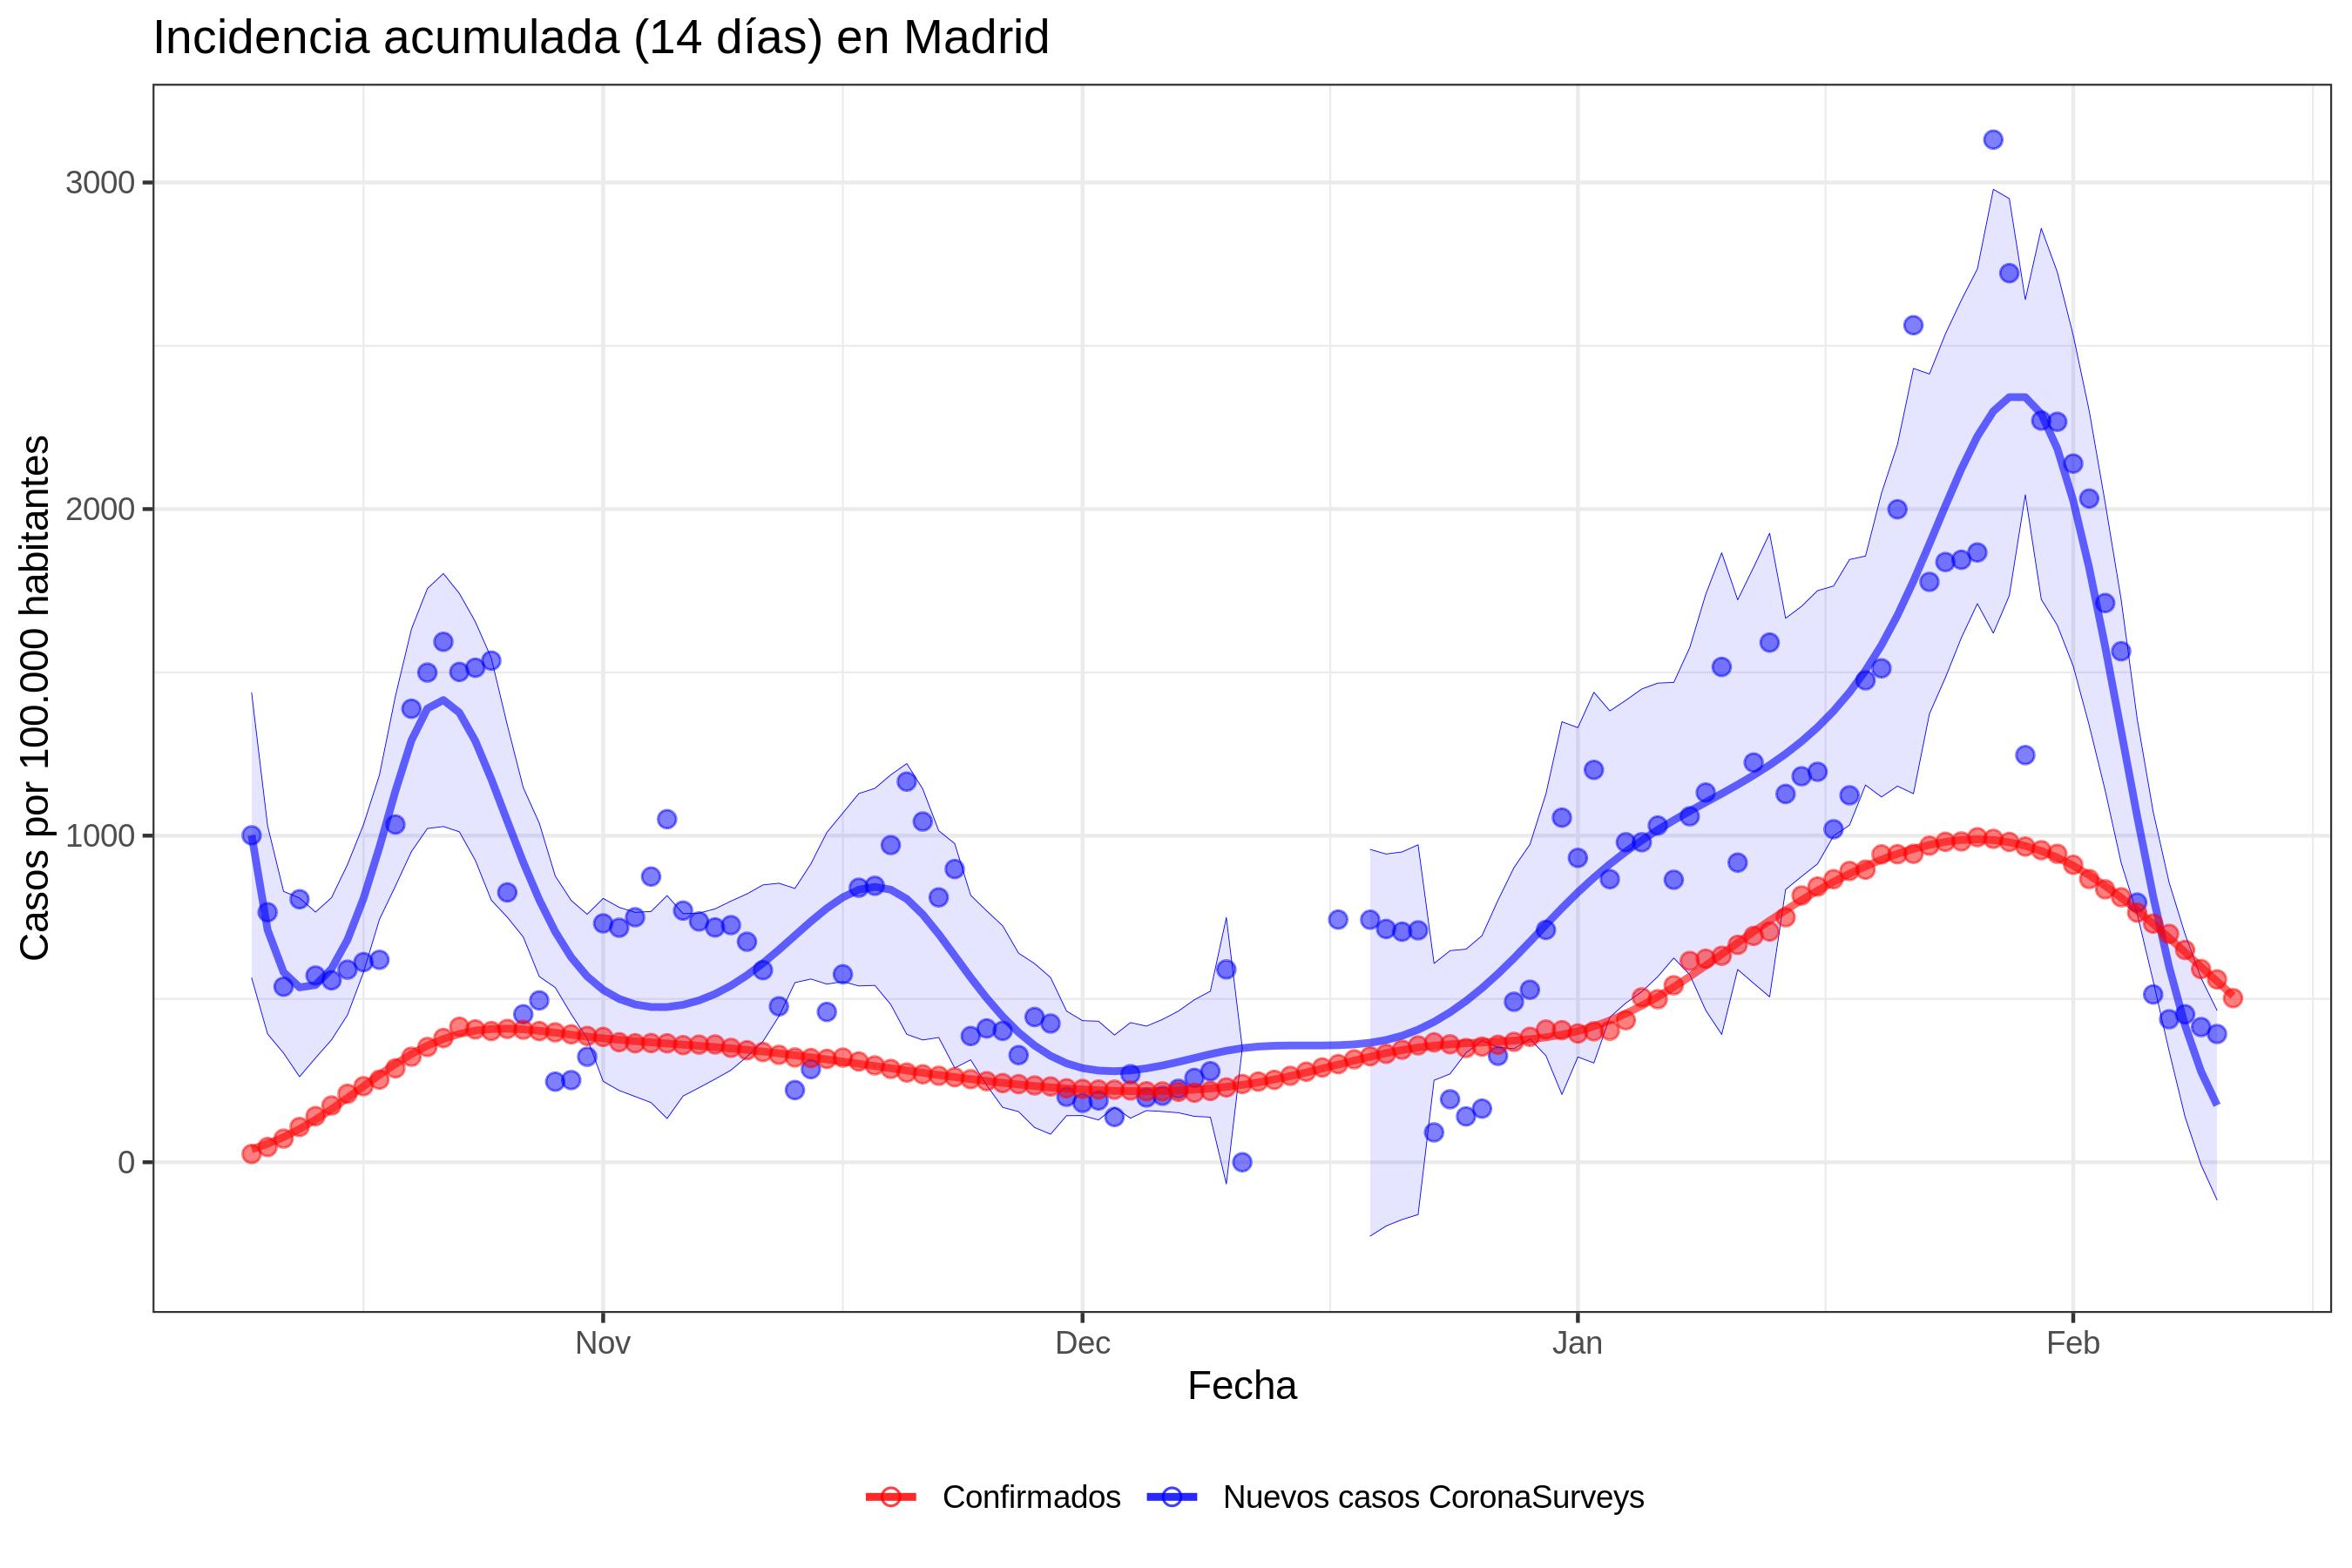 Incidencia acumulada (14 días) en Madrid
Casos por 100.000 habitantes
3000
2000
1000
0
Nov Dec Jan Feb
Fecha
Confirmados Nuevos casos CoronaSurveys